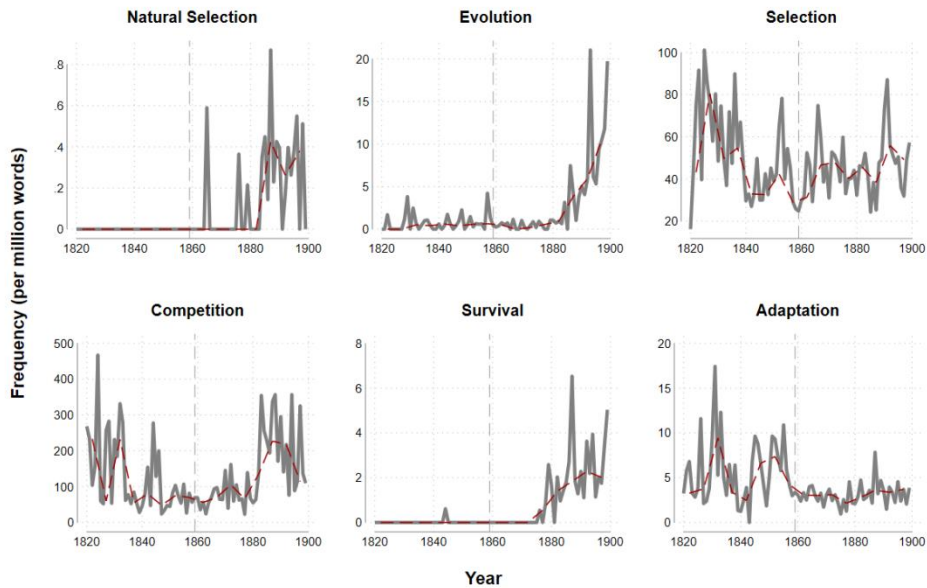 Natural Selection
Evolution
Selection
.8
.6
.4
.2
0
1820 1840 1860 1880 1900
20
15
10
5
0
1820 1840 1860 1880 1900
100
80
60
40
20
1820 1840 1860 1880 1900
Frequency (per million words)
Competition
Survival
Adaptation
500
400
300
200
100
0
1820 1840 1860 1880 1900
8
6
4
2
0
1820 1840 1860 1880 1900
20
15
10
5
0
1820 1840 1860 1880 1900
Year